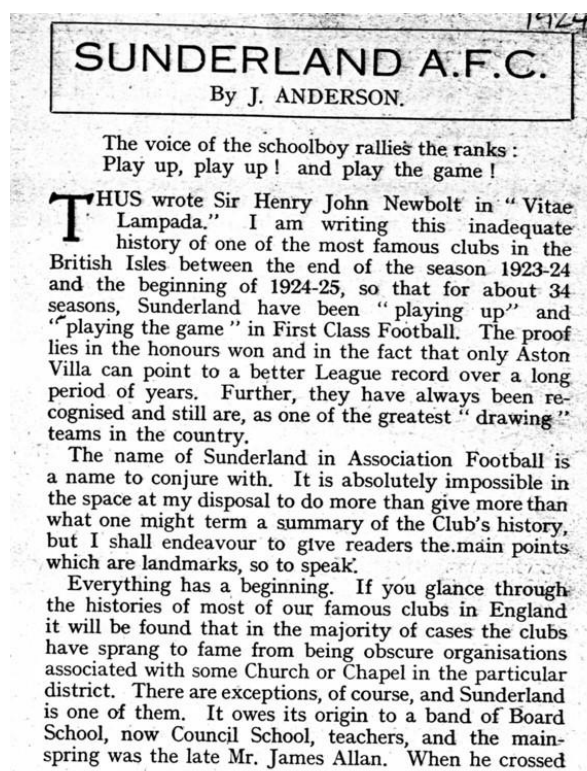 1924
SUNDERLAND A.F.C.
By J. ANDERSON.
The voice of the schoolboy rallies the ranks :
Play up, play up ! and play the game !
THUS wrote Sir Henry John Newbolt in " Vitae
Lampada." I am writing this inadequate
history of one of the most famous clubs in the
British Isles between the end of the season 1923-24
and the beginning of 1924-25, so that for about 34
seasons, Sunderland have been " playing up " and
" playing the game " in First Class Football. The proof
lies in the honours won and in the fact that only Aston
Villa can point to a better League record over a long
period of years. Further, they have always been re-
cognised and still are, as one of the greatest " drawing "
teams in the country.
The name of Sunderland in Association Football is
a name to conjure with. It is absolutely impossible in
the space at my disposal to do more than give more than
what one might term a summary of the Club's history,
but I shall endeavour to give readers the.main points
which are landmarks, so to speak.
Everything has a beginning. If you glance through
the histories of most of our famous clubs in England
it will be found that in the majority of cases the clubs
have sprang to fame from being obscure organisations
associated with some Church or Chapel in the particular
district. There are exceptions, of course, and Sunderland
is one of them. It owes its origin to a band of Board
School, now Council School, teachers, and the main-
spring was the late Mr. James Allan. When he crossed